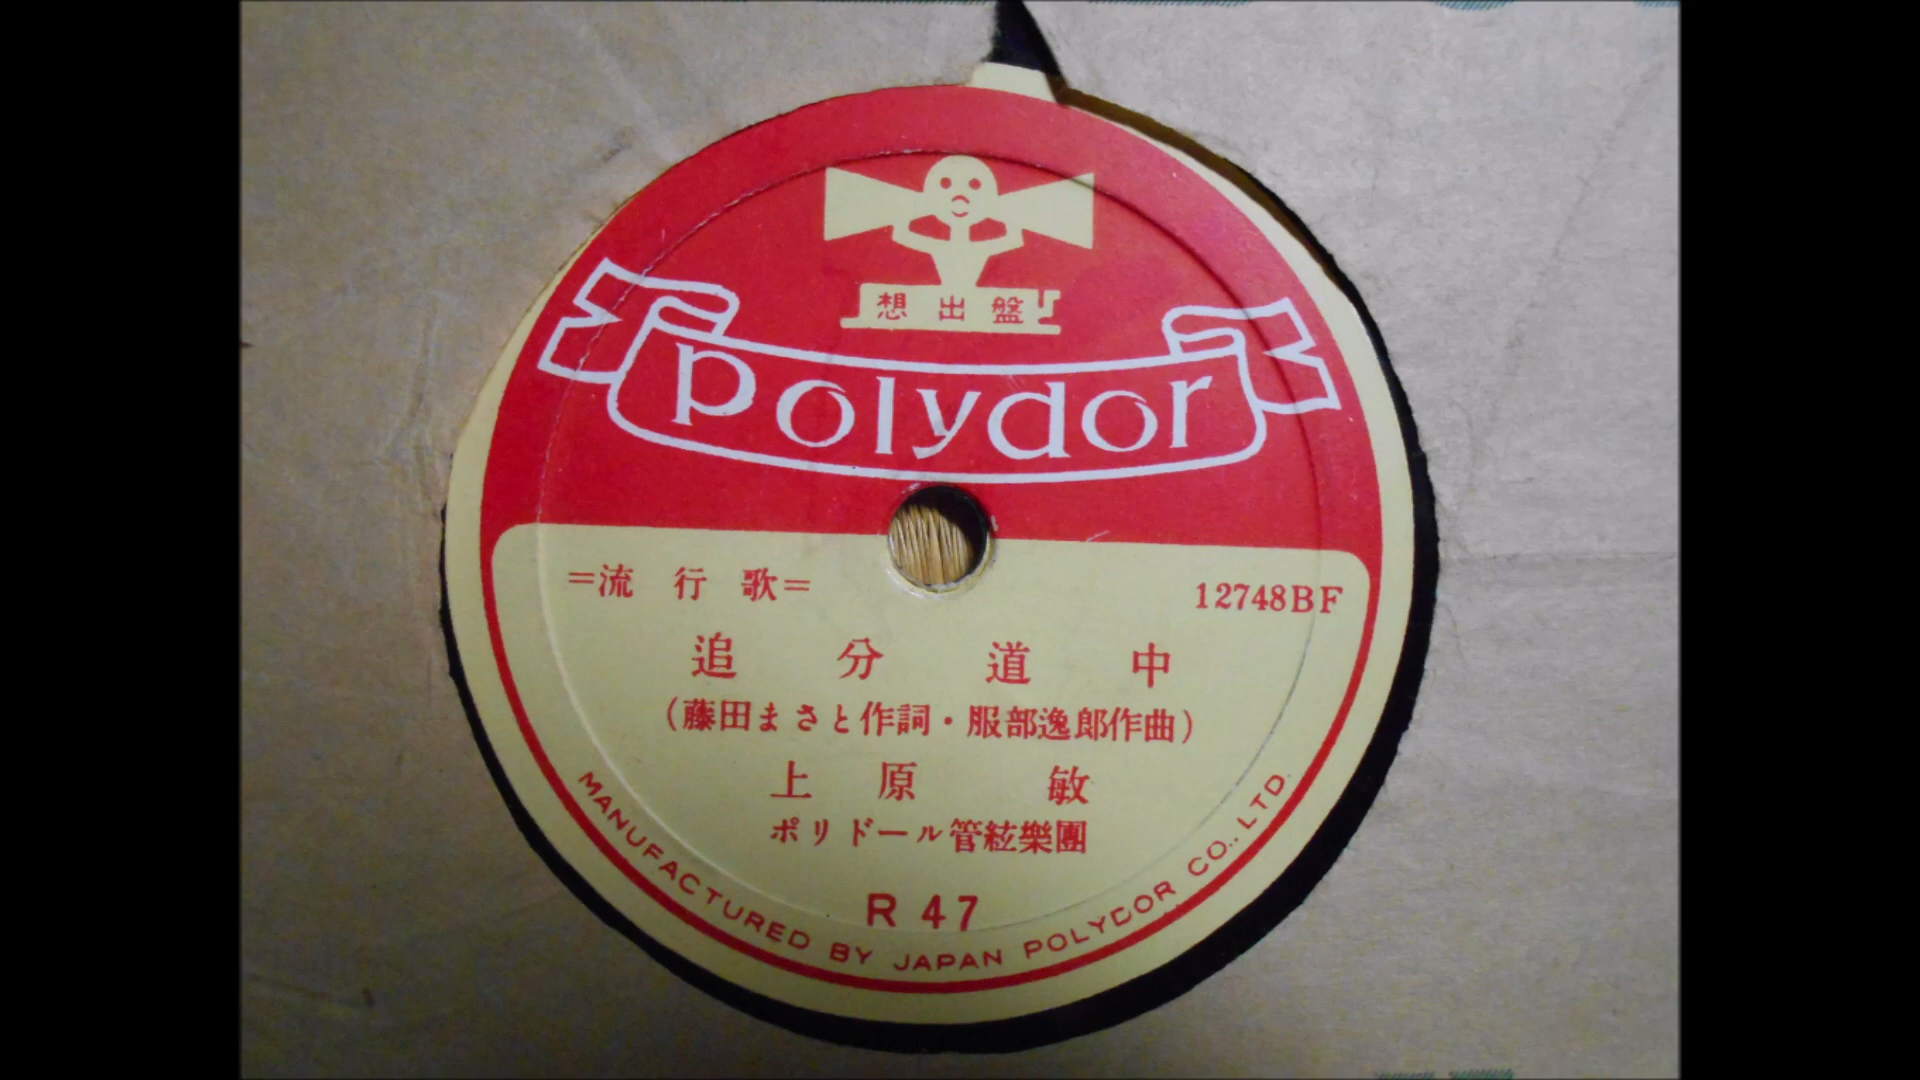 想出盤
polydor
=流行歌=
12748BF
追分道中
(藤田まさと作詞・服部逸郎作曲)
上原敏
ポリドール管絃樂團
R 47
MANUFACTURED BY JAPAN POLYDOR CO., LTD.